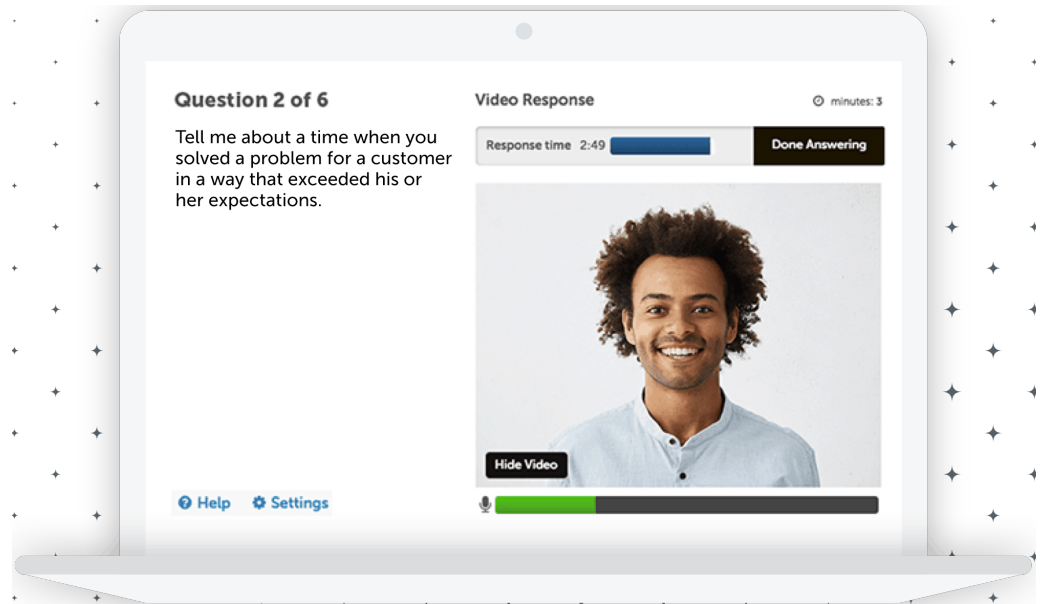 Question 2 of 6
Tell me about a time when you
solved a problem for a customer
in a way that exceeded his or
her expectations.
Help Settings
Video Response
minutes: 3
Response time 2:49
Done Answering
Hide Video